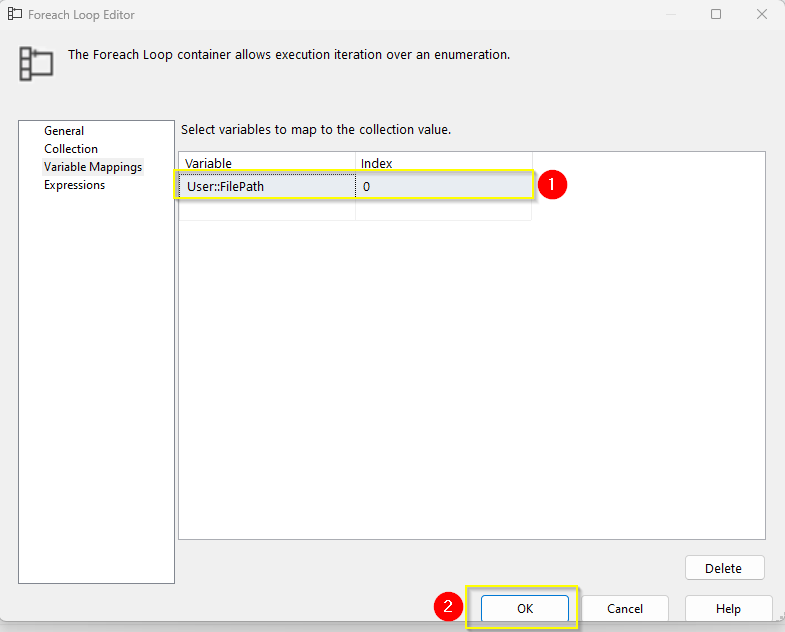 Foreach Loop Editor
The Foreach Loop container allows execution iteration over an enumeration.
General
Collection
Variable Mappings
Expressions
Select variables to map to the collection value.
Variable Index
User::FilePath 0
1
Delete
2
OK Cancel Help